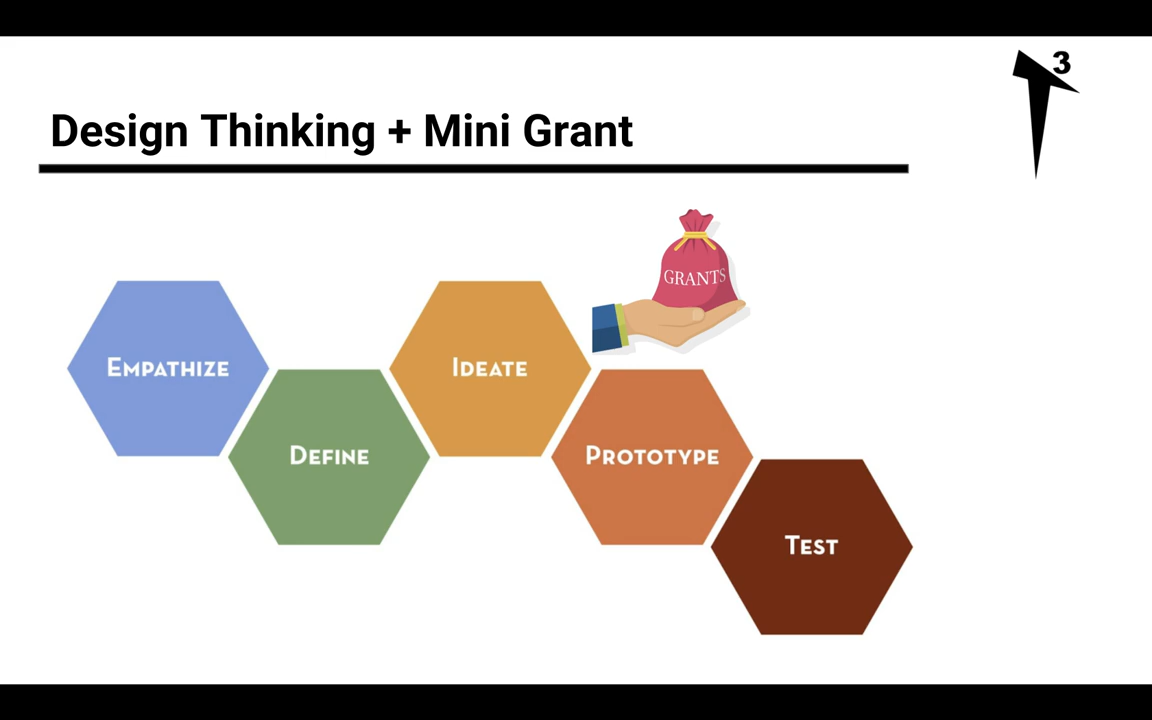 3
Design Thinking + Mini Grant
GRANTS
EMPATHIZE
IDEATE
DEFINE
PROTOTYPE
TEST